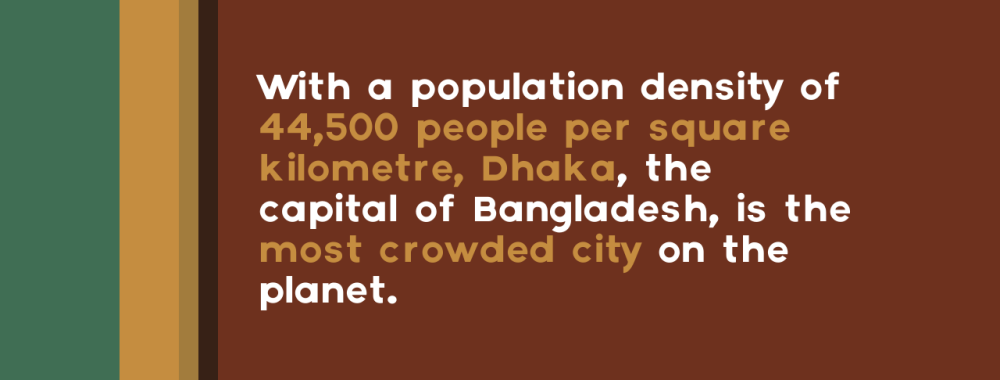 With a population density of
44,500 people per square
kilometre, Dhaka, the
capital of Bangladesh, is the
most crowded city on the
planet.